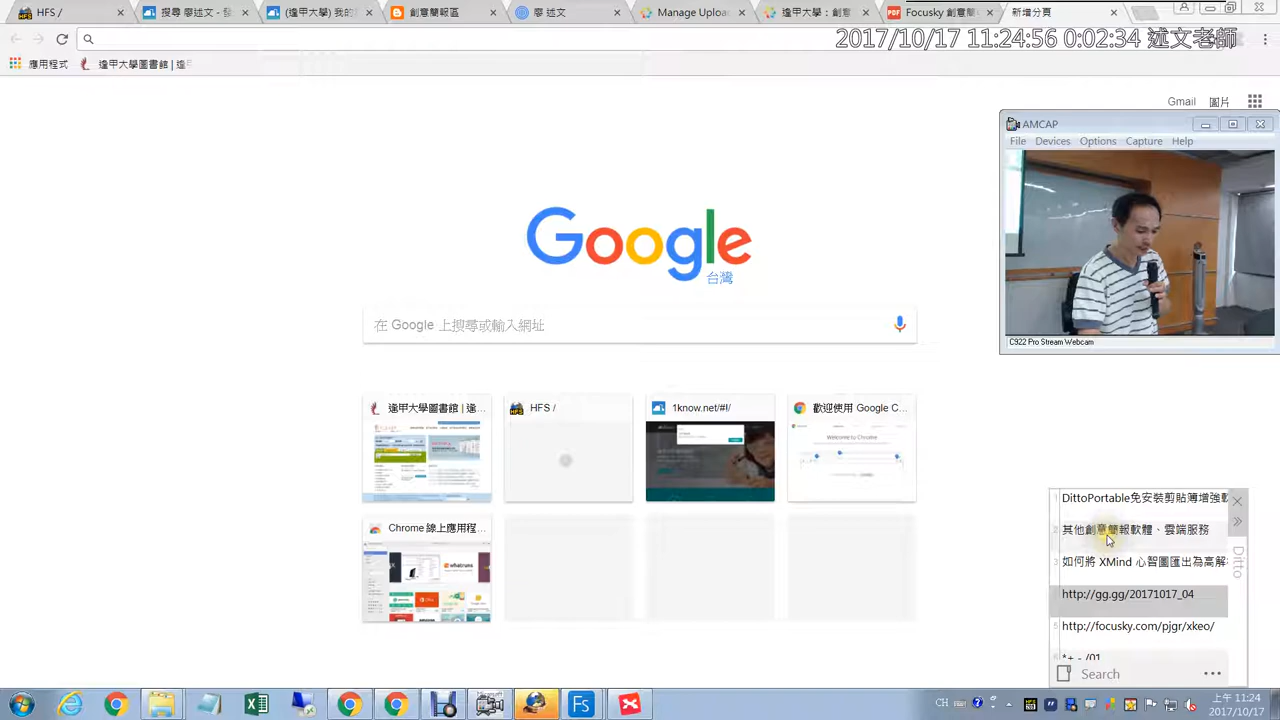 HFS /
搜尋 廖 述文 - 發
(逢甲大學) 我的
創意簡報區
廖 述文
Manage Uploa
逢甲大學
Focusky 創意
新增分頁
2017/10/17 11:24:56 0:02:34 述文老師
應用程式
逢甲大學圖書館 | 逢
Gmail
圖片
AMCAP
File Devices Options Capture Help
C922 Pro Stream Webcam
Google
台灣
在 Google 上搜尋或輸入網址
逢甲大學圖書館 | 逢...
HFS /
1know.net/#!/
歡迎使用 Google C...
Welcome to Chrome
Chrome 線上應用程...
whatruns
DittoPortable免安裝剪貼簿增強
其他創意簡報軟體、雲端服務
如何將 XMind 心智圖匯出為高解
http://gg.gg/20171017_04
http://focusky.com/pjgr/xkeo/
*+ - /01
Search
CH
上午 11:24
2017/10/17